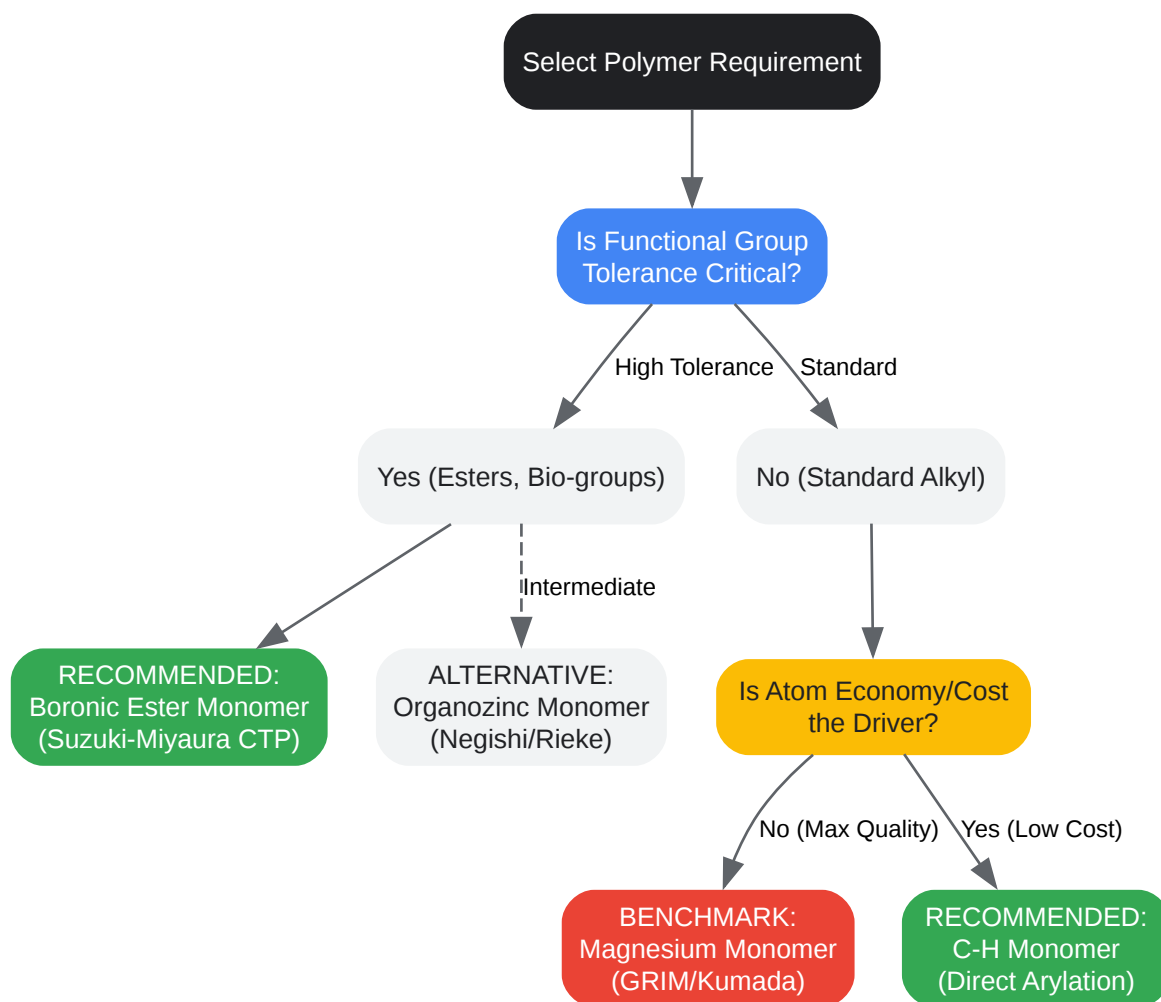 Select Polymer Requirement
Is Functional Group
Tolerance Critical?
High Tolerance
Standard
Yes (Esters, Bio-groups)
No (Standard Alkyl)
Intermediate
RECOMMENDED:
Boronic Ester Monomer
(Suzuki-Miyaura CTP)
ALTERNATIVE:
Organozinc Monomer
(Negishi/Rieke)
Is Atom Economy/Cost
the Driver?
No (Max Quality)
Yes (Low Cost)
BENCHMARK:
Magnesium Monomer
(GRIM/Kumada)
RECOMMENDED:
C-H Monomer
(Direct Arylation)